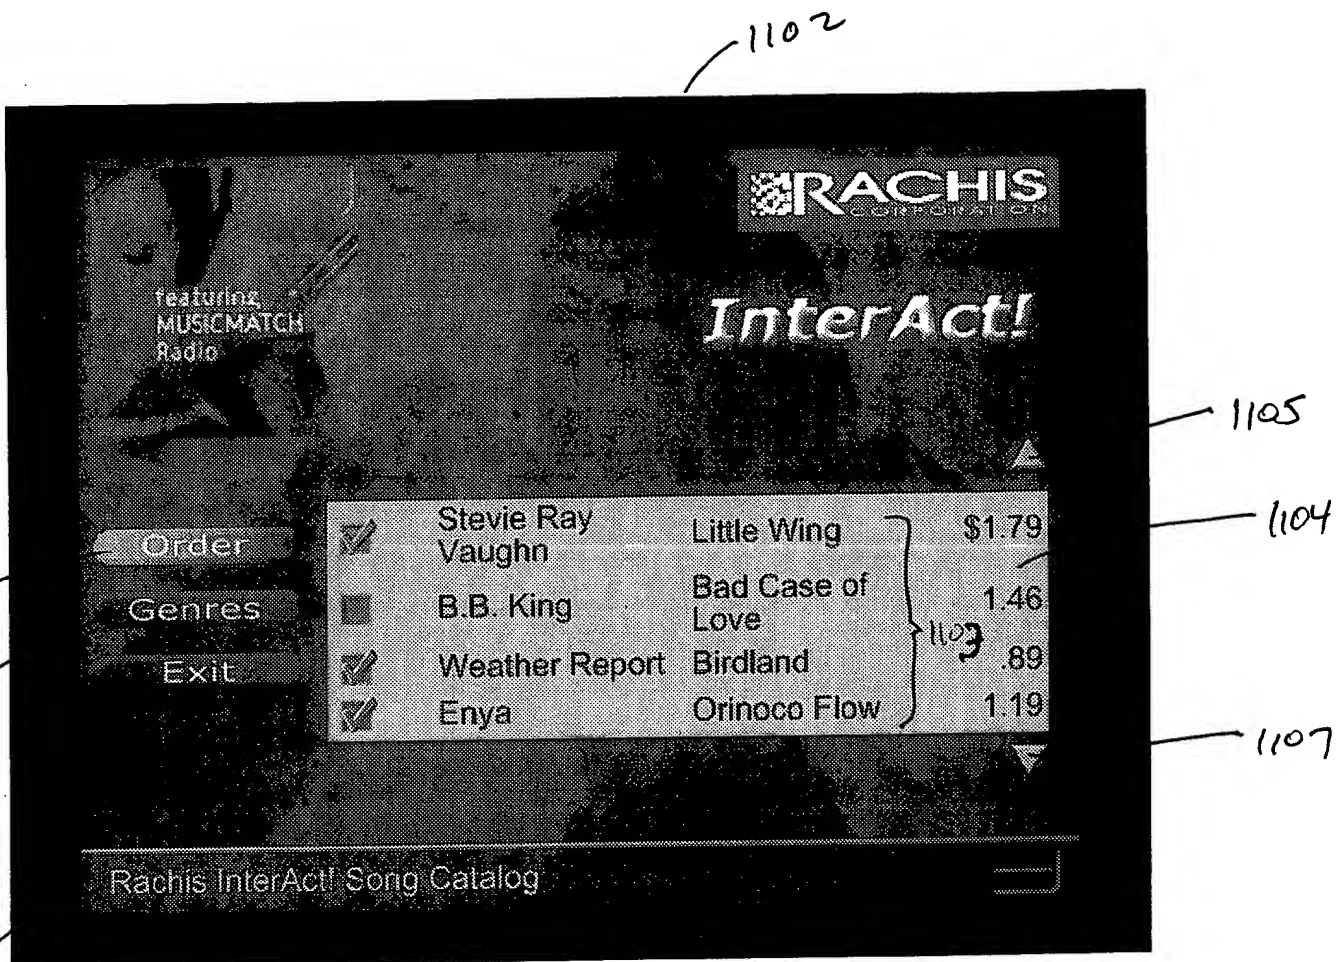 1102
RACHIS
CORPORATION
featuring
MUSICMATCH
Radio
InterAct!
1105
Stevie Ray Vaughn Little Wing $1.79
1104
B.B. King Bad Case of Love 1.46
1103
Weather Report Birdland .89
Enya Orinoco Flow 1.19
Order
Genres
Exit
1107
Rachis InterAct! Song Catalog